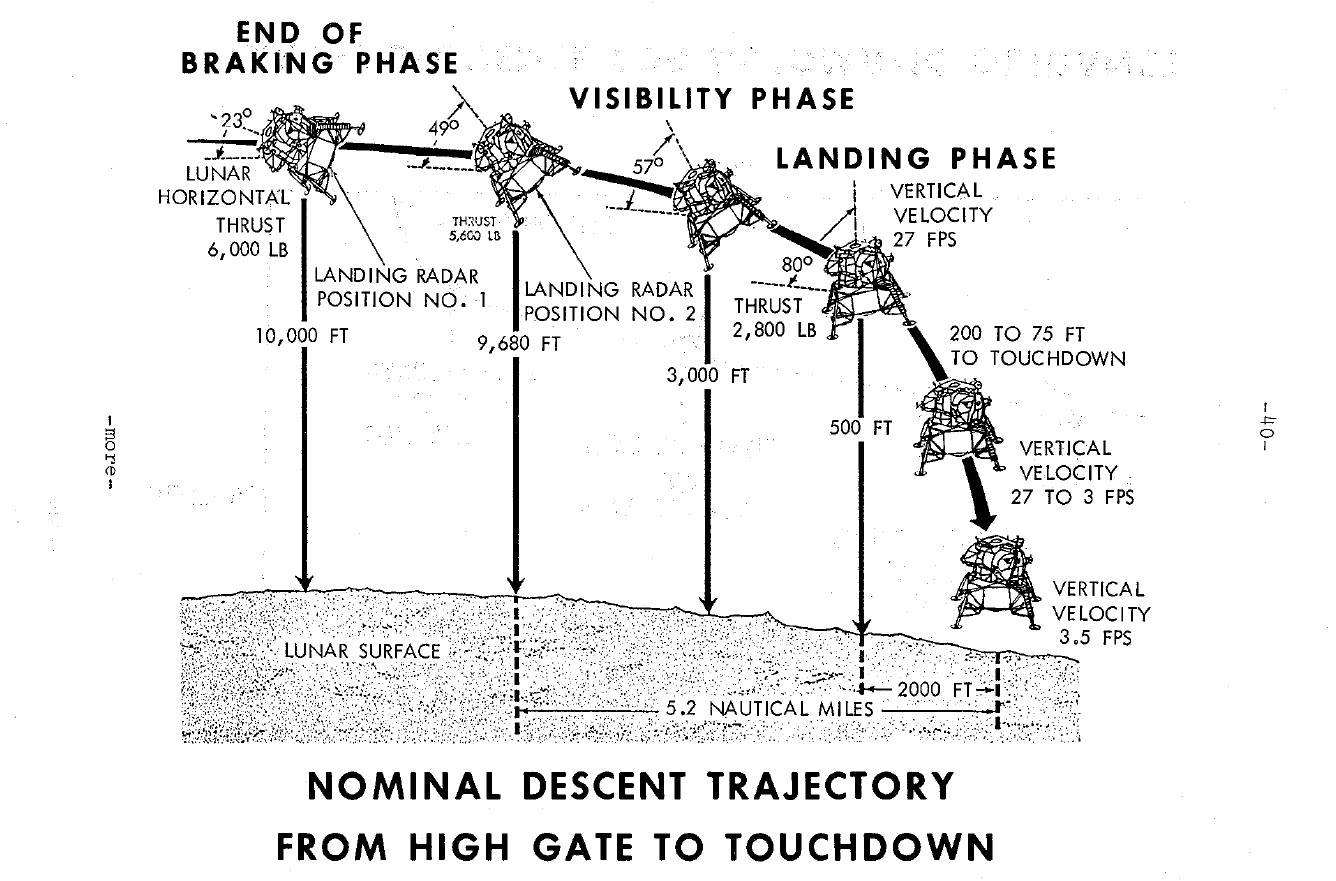 END OF
BRAKING PHASE
VISIBILITY PHASE
LANDING PHASE
23°
49°
57°
80°
LUNAR
HORIZONTAL
THRUST
6,000 LB
LANDING RADAR
POSITION NO. 1
10,000 FT
THRUST
5,600 LB
LANDING RADAR
POSITION NO. 2
9,680 FT
3,000 FT
THRUST
2,800 LB
VERTICAL
VELOCITY
27 FPS
500 FT
200 TO 75 FT
TO TOUCHDOWN
VERTICAL
VELOCITY
27 TO 3 FPS
VERTICAL
VELOCITY
3.5 FPS
LUNAR SURFACE
2000 FT
5.2 NAUTICAL MILES
NOMINAL DESCENT TRAJECTORY
FROM HIGH GATE TO TOUCHDOWN
-more-
-40-